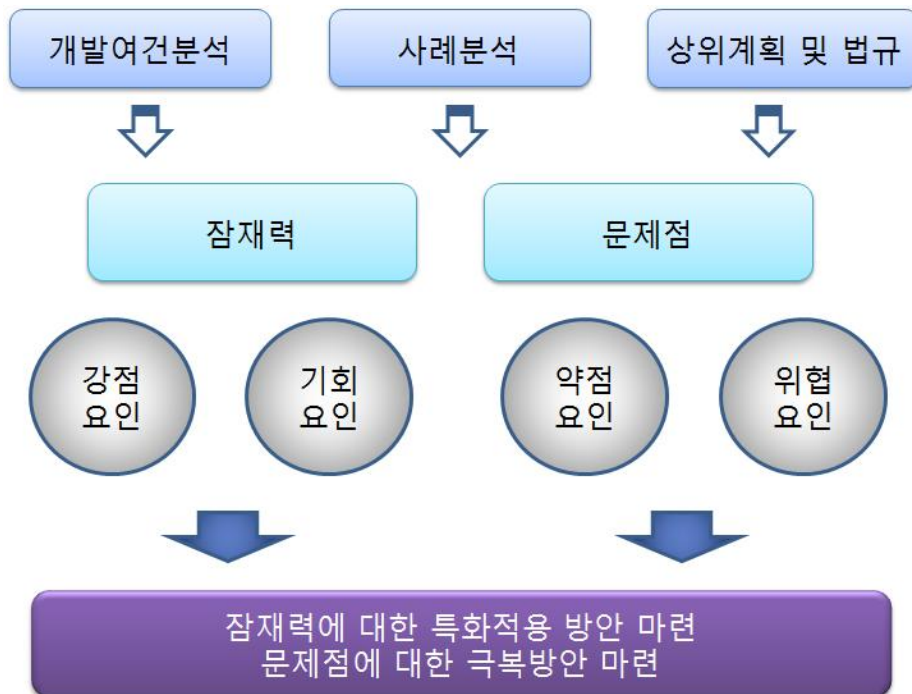 개발여건분석
사례분석
상위계획 및 법규
잠재력
문제점
강점
요인
기회
요인
약점
요인
위협
요인
잠재력에 대한 특화적용 방안 마련
문제점에 대한 극복방안 마련